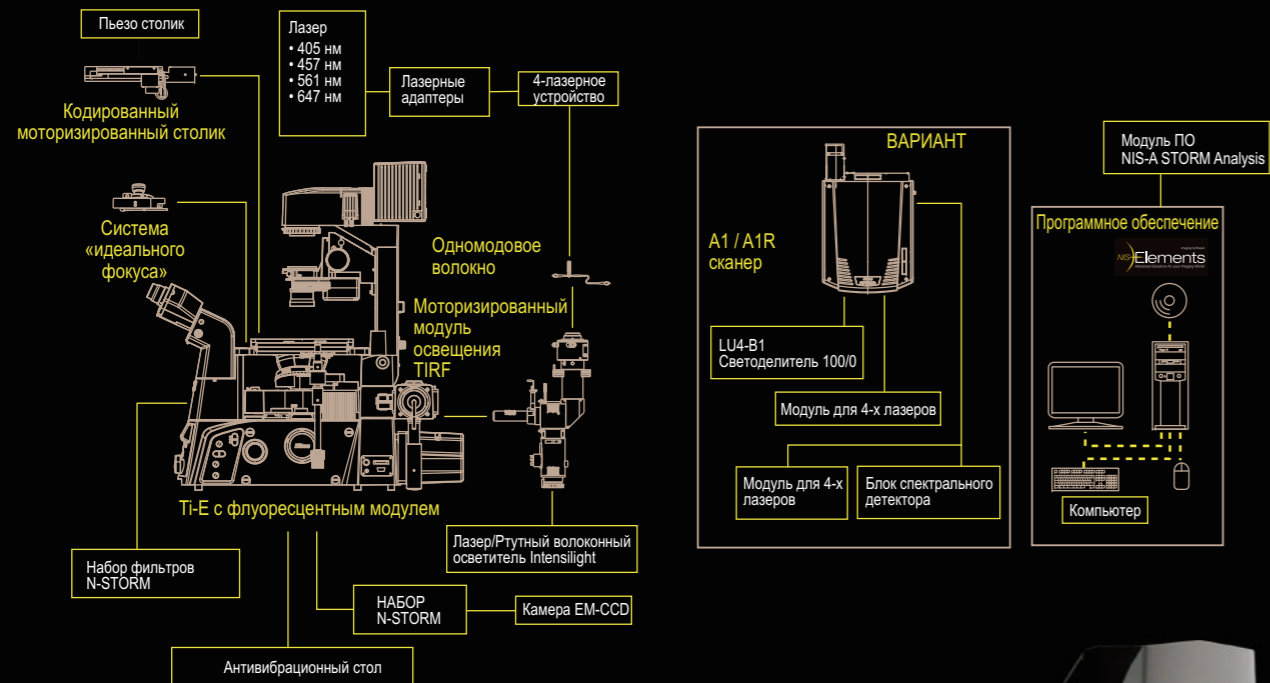 Пьезо столик
Кодированный
моторизированный столик
Система
«идеального
фокуса»
Лазер
• 405 нм
• 457 нм
• 561 нм
• 647 нм
Лазерные
адаптеры
4-лазерное
устройство
Одномодовое
волокно
Моторизированный
модуль
освещения
TIRF
Ti-E с флуоресцентным модулем
Набор фильтров
N-STORM
НАБОР
N-STORM
Камера EM-CCD
Лазер/Ртутный волоконный
осветитель Intensilight
Антивибрационный стол
ВАРИАНТ
A1 / A1R
сканер
LU4-B1
Светоделитель 100/0
Модуль для 4-х лазеров
Модуль для 4-х
лазеров
Блок спектрального
детектора
Модуль ПО
NIS-A STORM Analysis
Программное обеспечение
NIS Elements
Компьютер